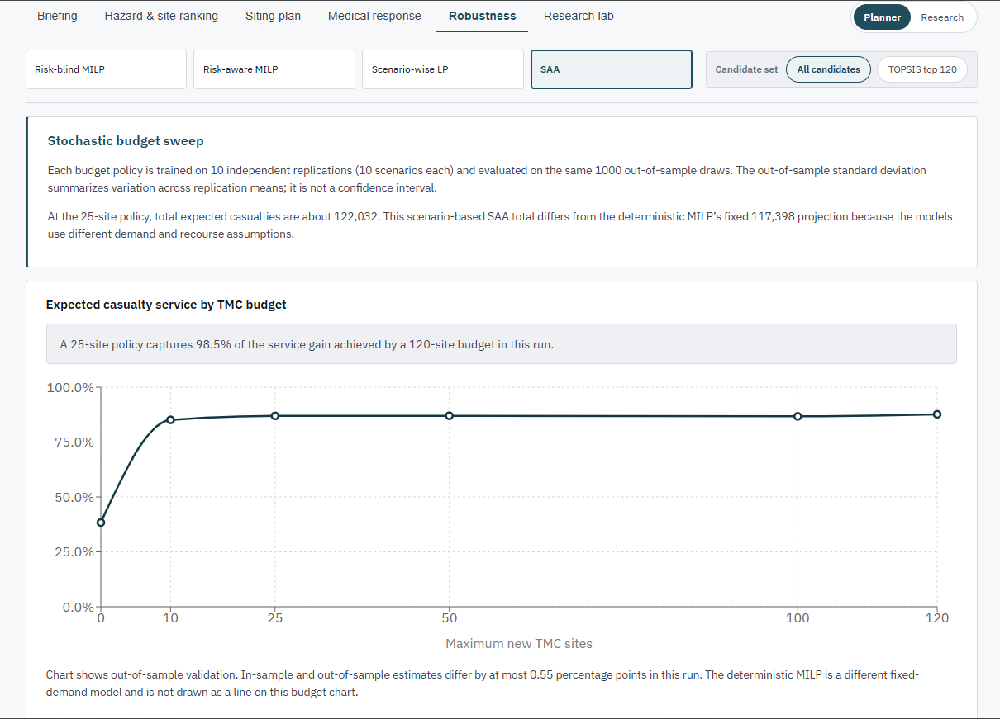 Briefing
Hazard & site ranking
Siting plan
Medical response
Robustness
Research lab
Planner
Research
Risk-blind MILP
Risk-aware MILP
Scenario-wise LP
SAA
Candidate set
All candidates
TOPSIS top 120
Stochastic budget sweep
Each budget policy is trained on 10 independent replications (10 scenarios each) and evaluated on the same 1000 out-of-sample draws. The out-of-sample standard deviation
summarizes variation across replication means; it is not a confidence interval.
At the 25-site policy, total expected casualties are about 122,032. This scenario-based SAA total differs from the deterministic MILP’s fixed 117,398 projection because the models
use different demand and recourse assumptions.
Expected casualty service by TMC budget
A 25-site policy captures 98.5% of the service gain achieved by a 120-site budget in this run.
100.0%
75.0%
50.0%
25.0%
0.0%
0
10
25
50
100
120
Maximum new TMC sites
Chart shows out-of-sample validation. In-sample and out-of-sample estimates differ by at most 0.55 percentage points in this run. The deterministic MILP is a different fixed-
demand model and is not drawn as a line on this budget chart.